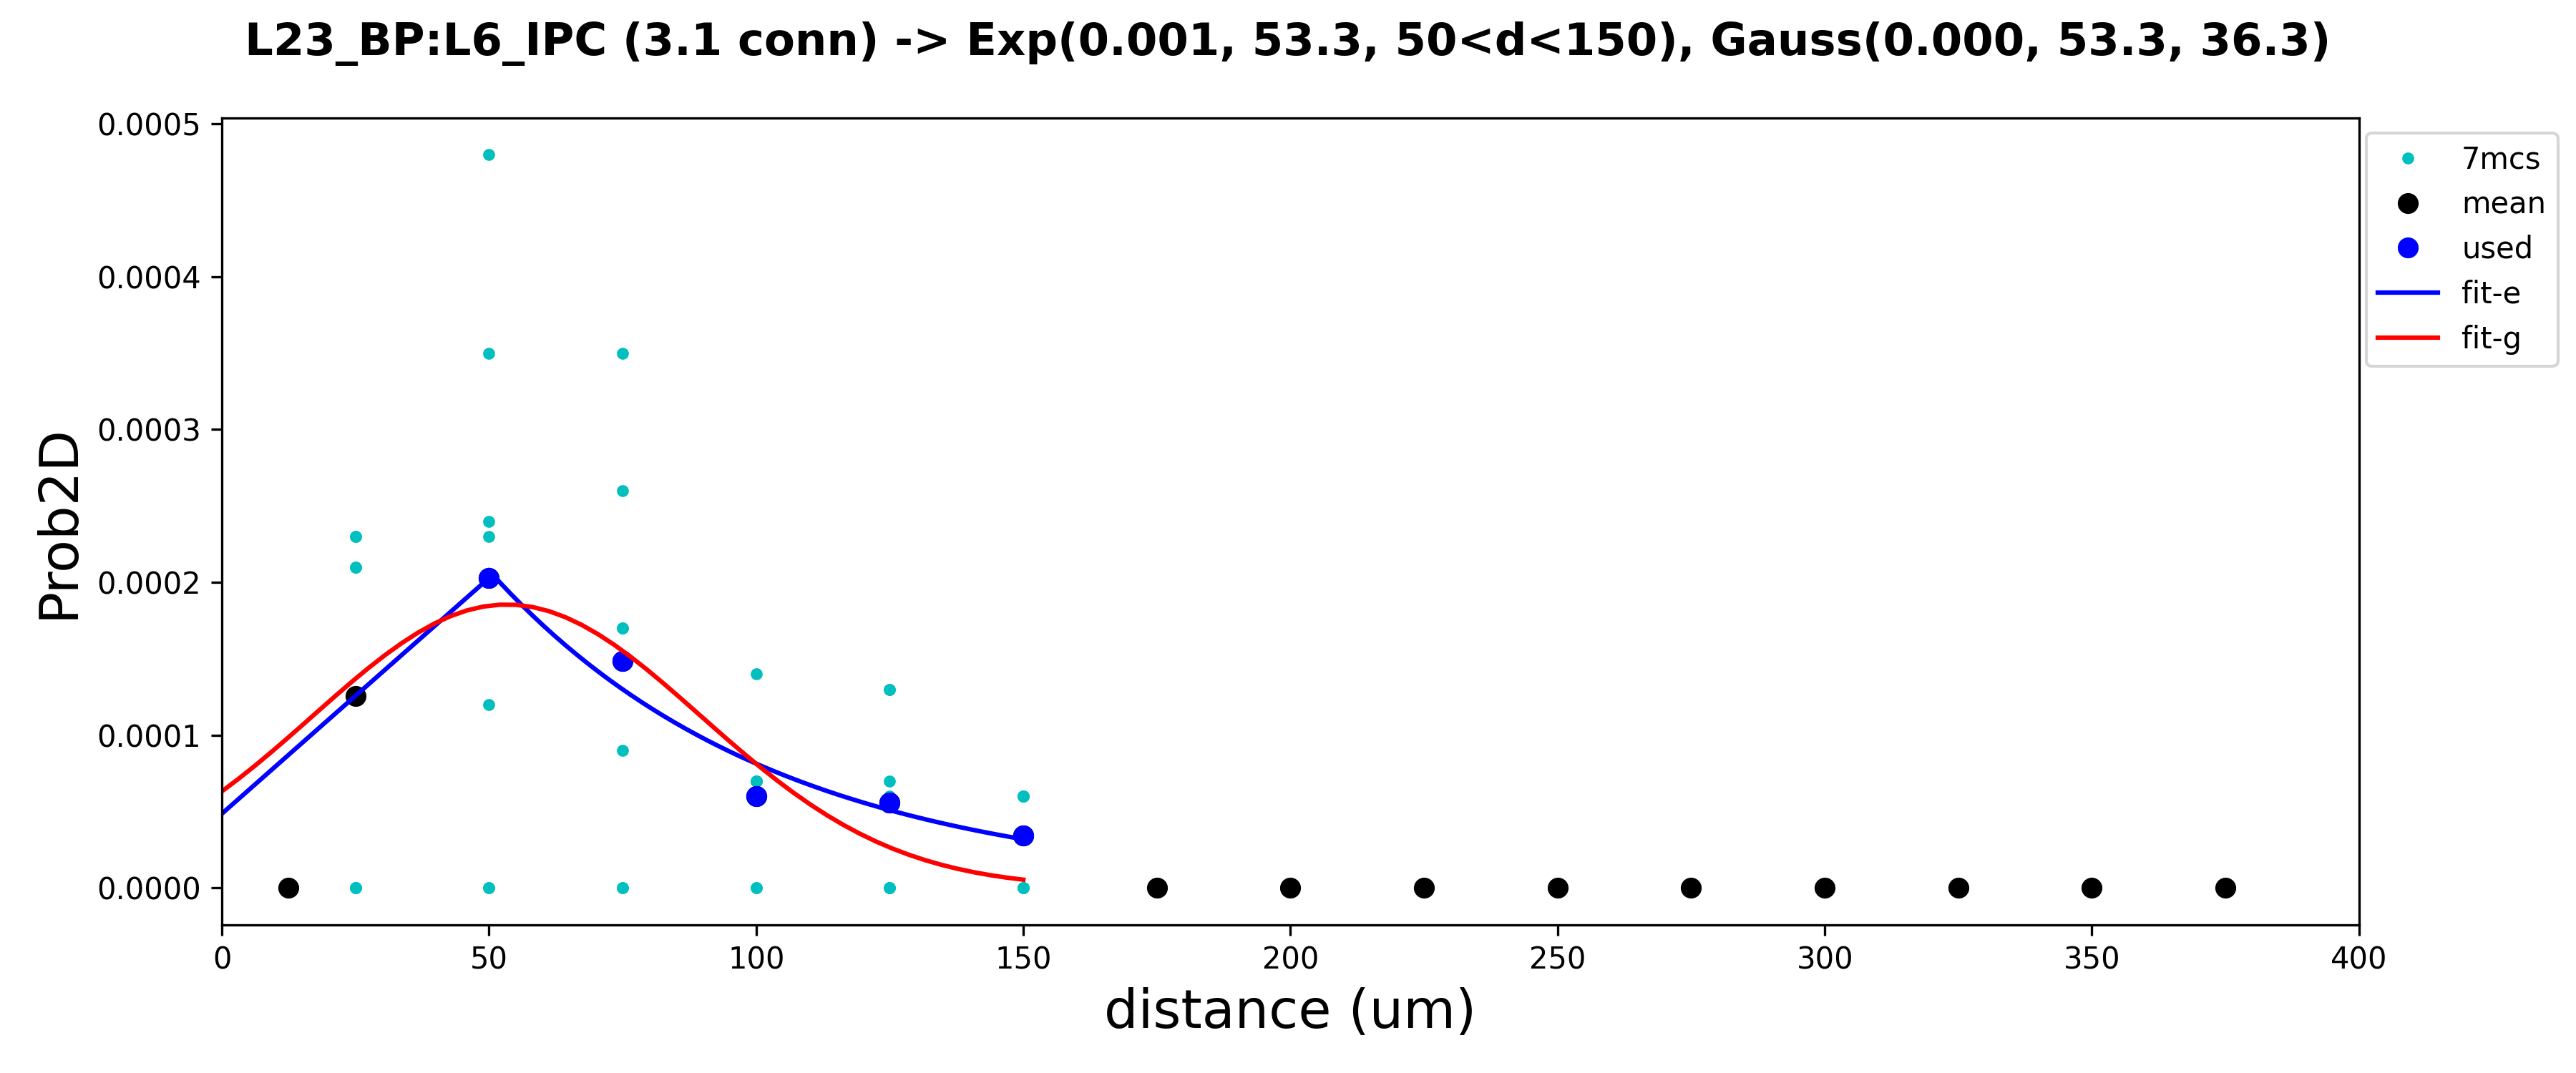 L23_BP:L6_IPC (3.1 conn) -> Exp(0.001, 53.3, 50<d<150), Gauss(0.000, 53.3, 36.3)
0.0005
0.0004
0.0003
0.0002
0.0001
0.0000
Prob2D
0 50 100 150 200 250 300 350 400
distance (um)
7mcs
mean
used
fit-e
fit-g